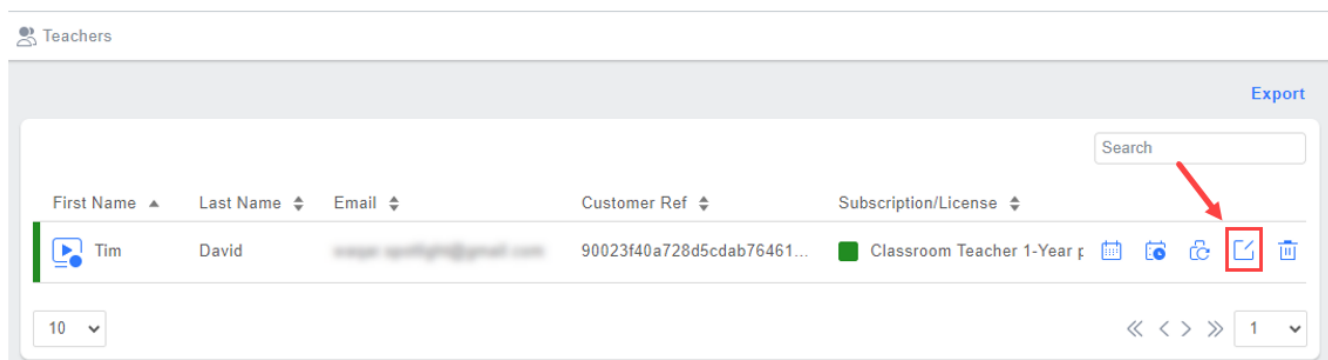 Teachers
Export
Search
First Name Last Name Email Customer Ref Subscription/License
Tim David 90023f40a728d5cdab76461... Classroom Teacher 1-Year p
10 1